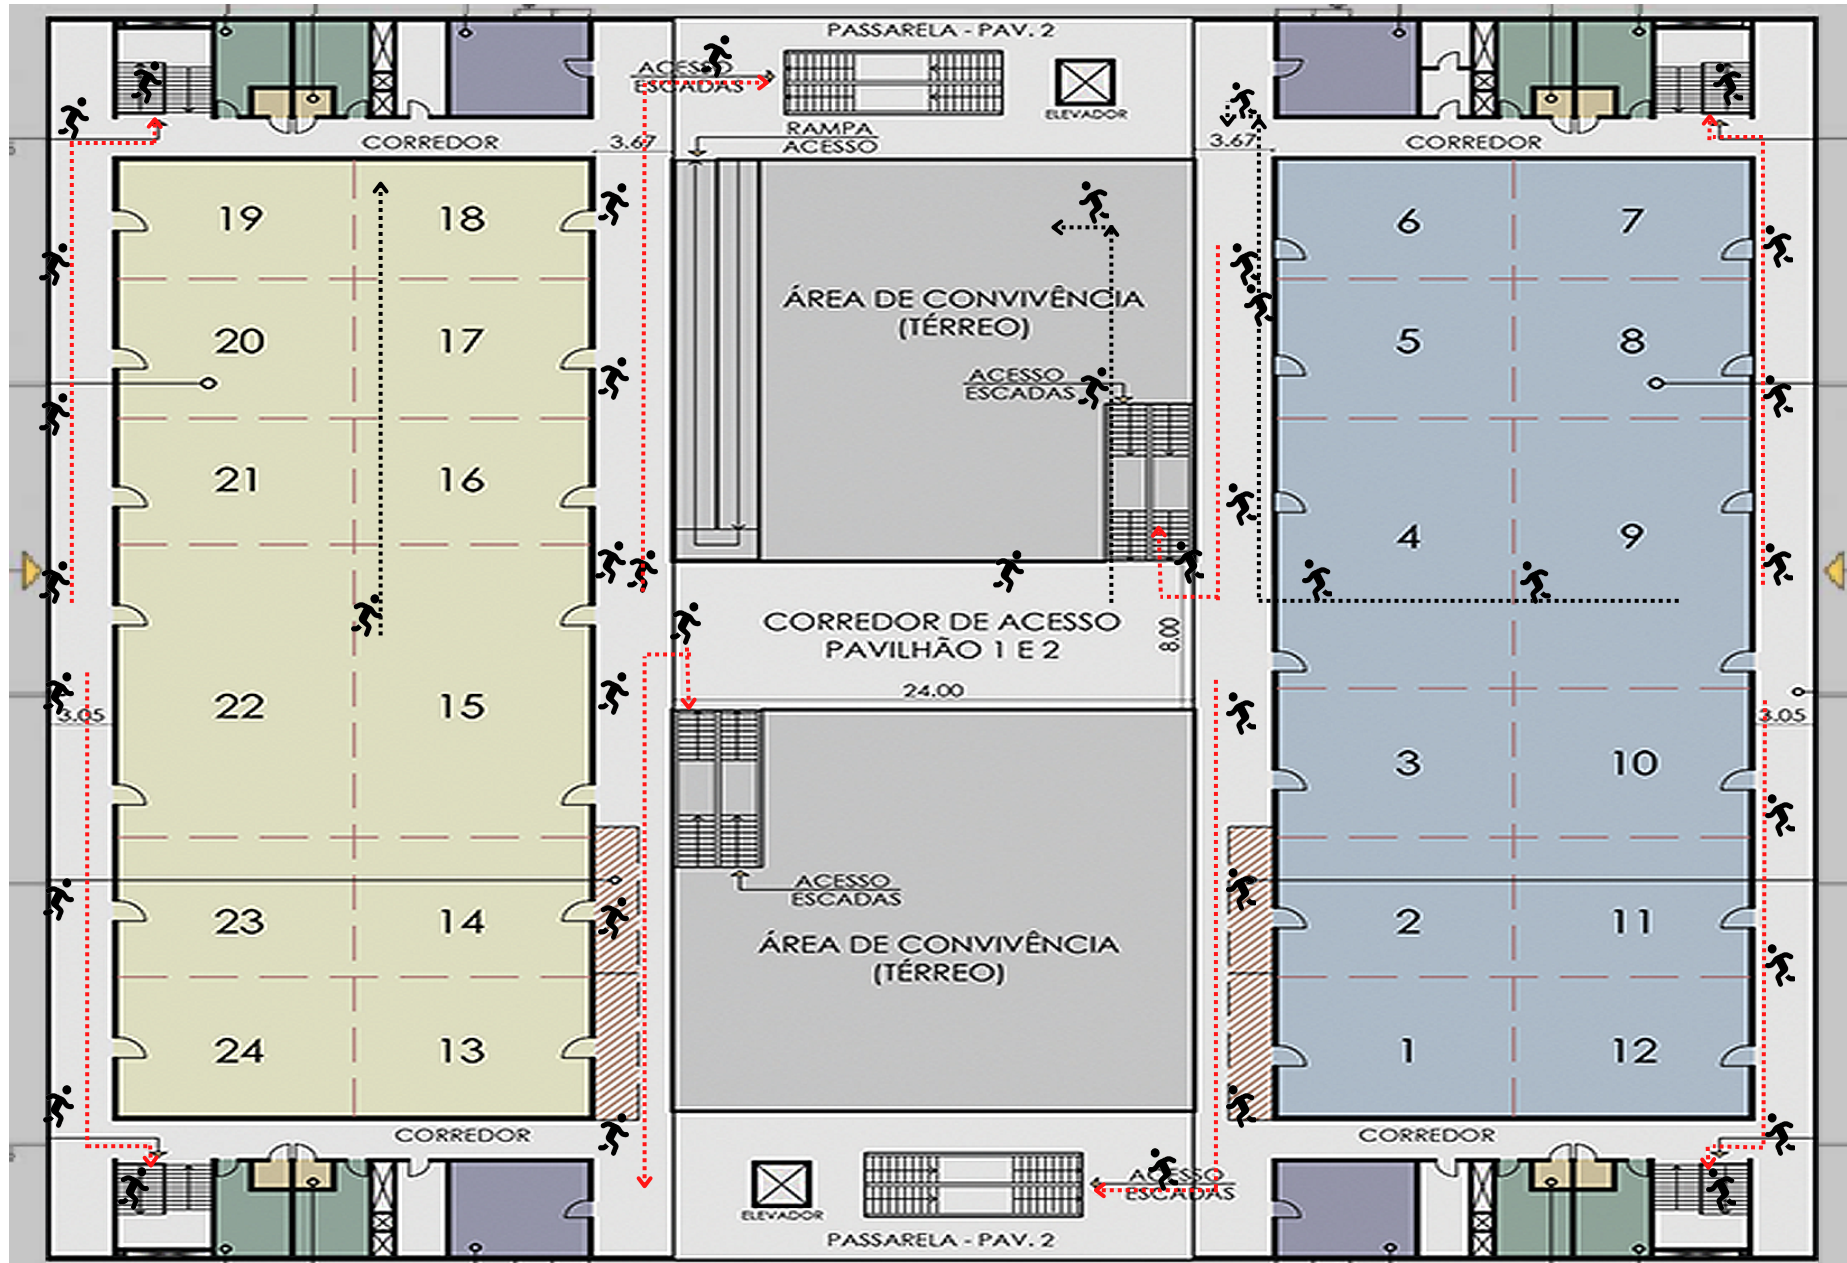 PASSARELA - PAV. 2
ACESSO
ESCADAS
ELEVADOR
RAMPA
ACESSO
CORREDOR
3.67
3.67
CORREDOR
19
18
6
7
ÁREA DE CONVIVÊNCIA
(TÉRREO)
20
17
5
8
ACESSO
ESCADAS
21
16
4
9
CORREDOR DE ACESSO
PAVILHÃO 1 E 2
8.00
24.00
22
15
3
10
3.05
3.05
ACESSO
ESCADAS
23
14
2
11
ÁREA DE CONVIVÊNCIA
(TÉRREO)
24
13
1
12
CORREDOR
CORREDOR
ACESSO
ESCADAS
ELEVADOR
PASSARELA - PAV. 2